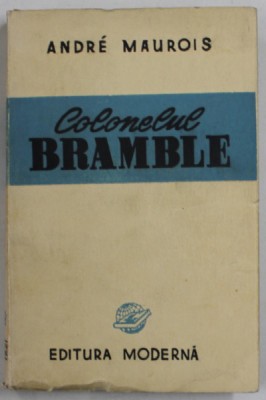 ANDRÉ MAUROIS
Colonelul
BRAMBLE
EDITURA MODERNĂ